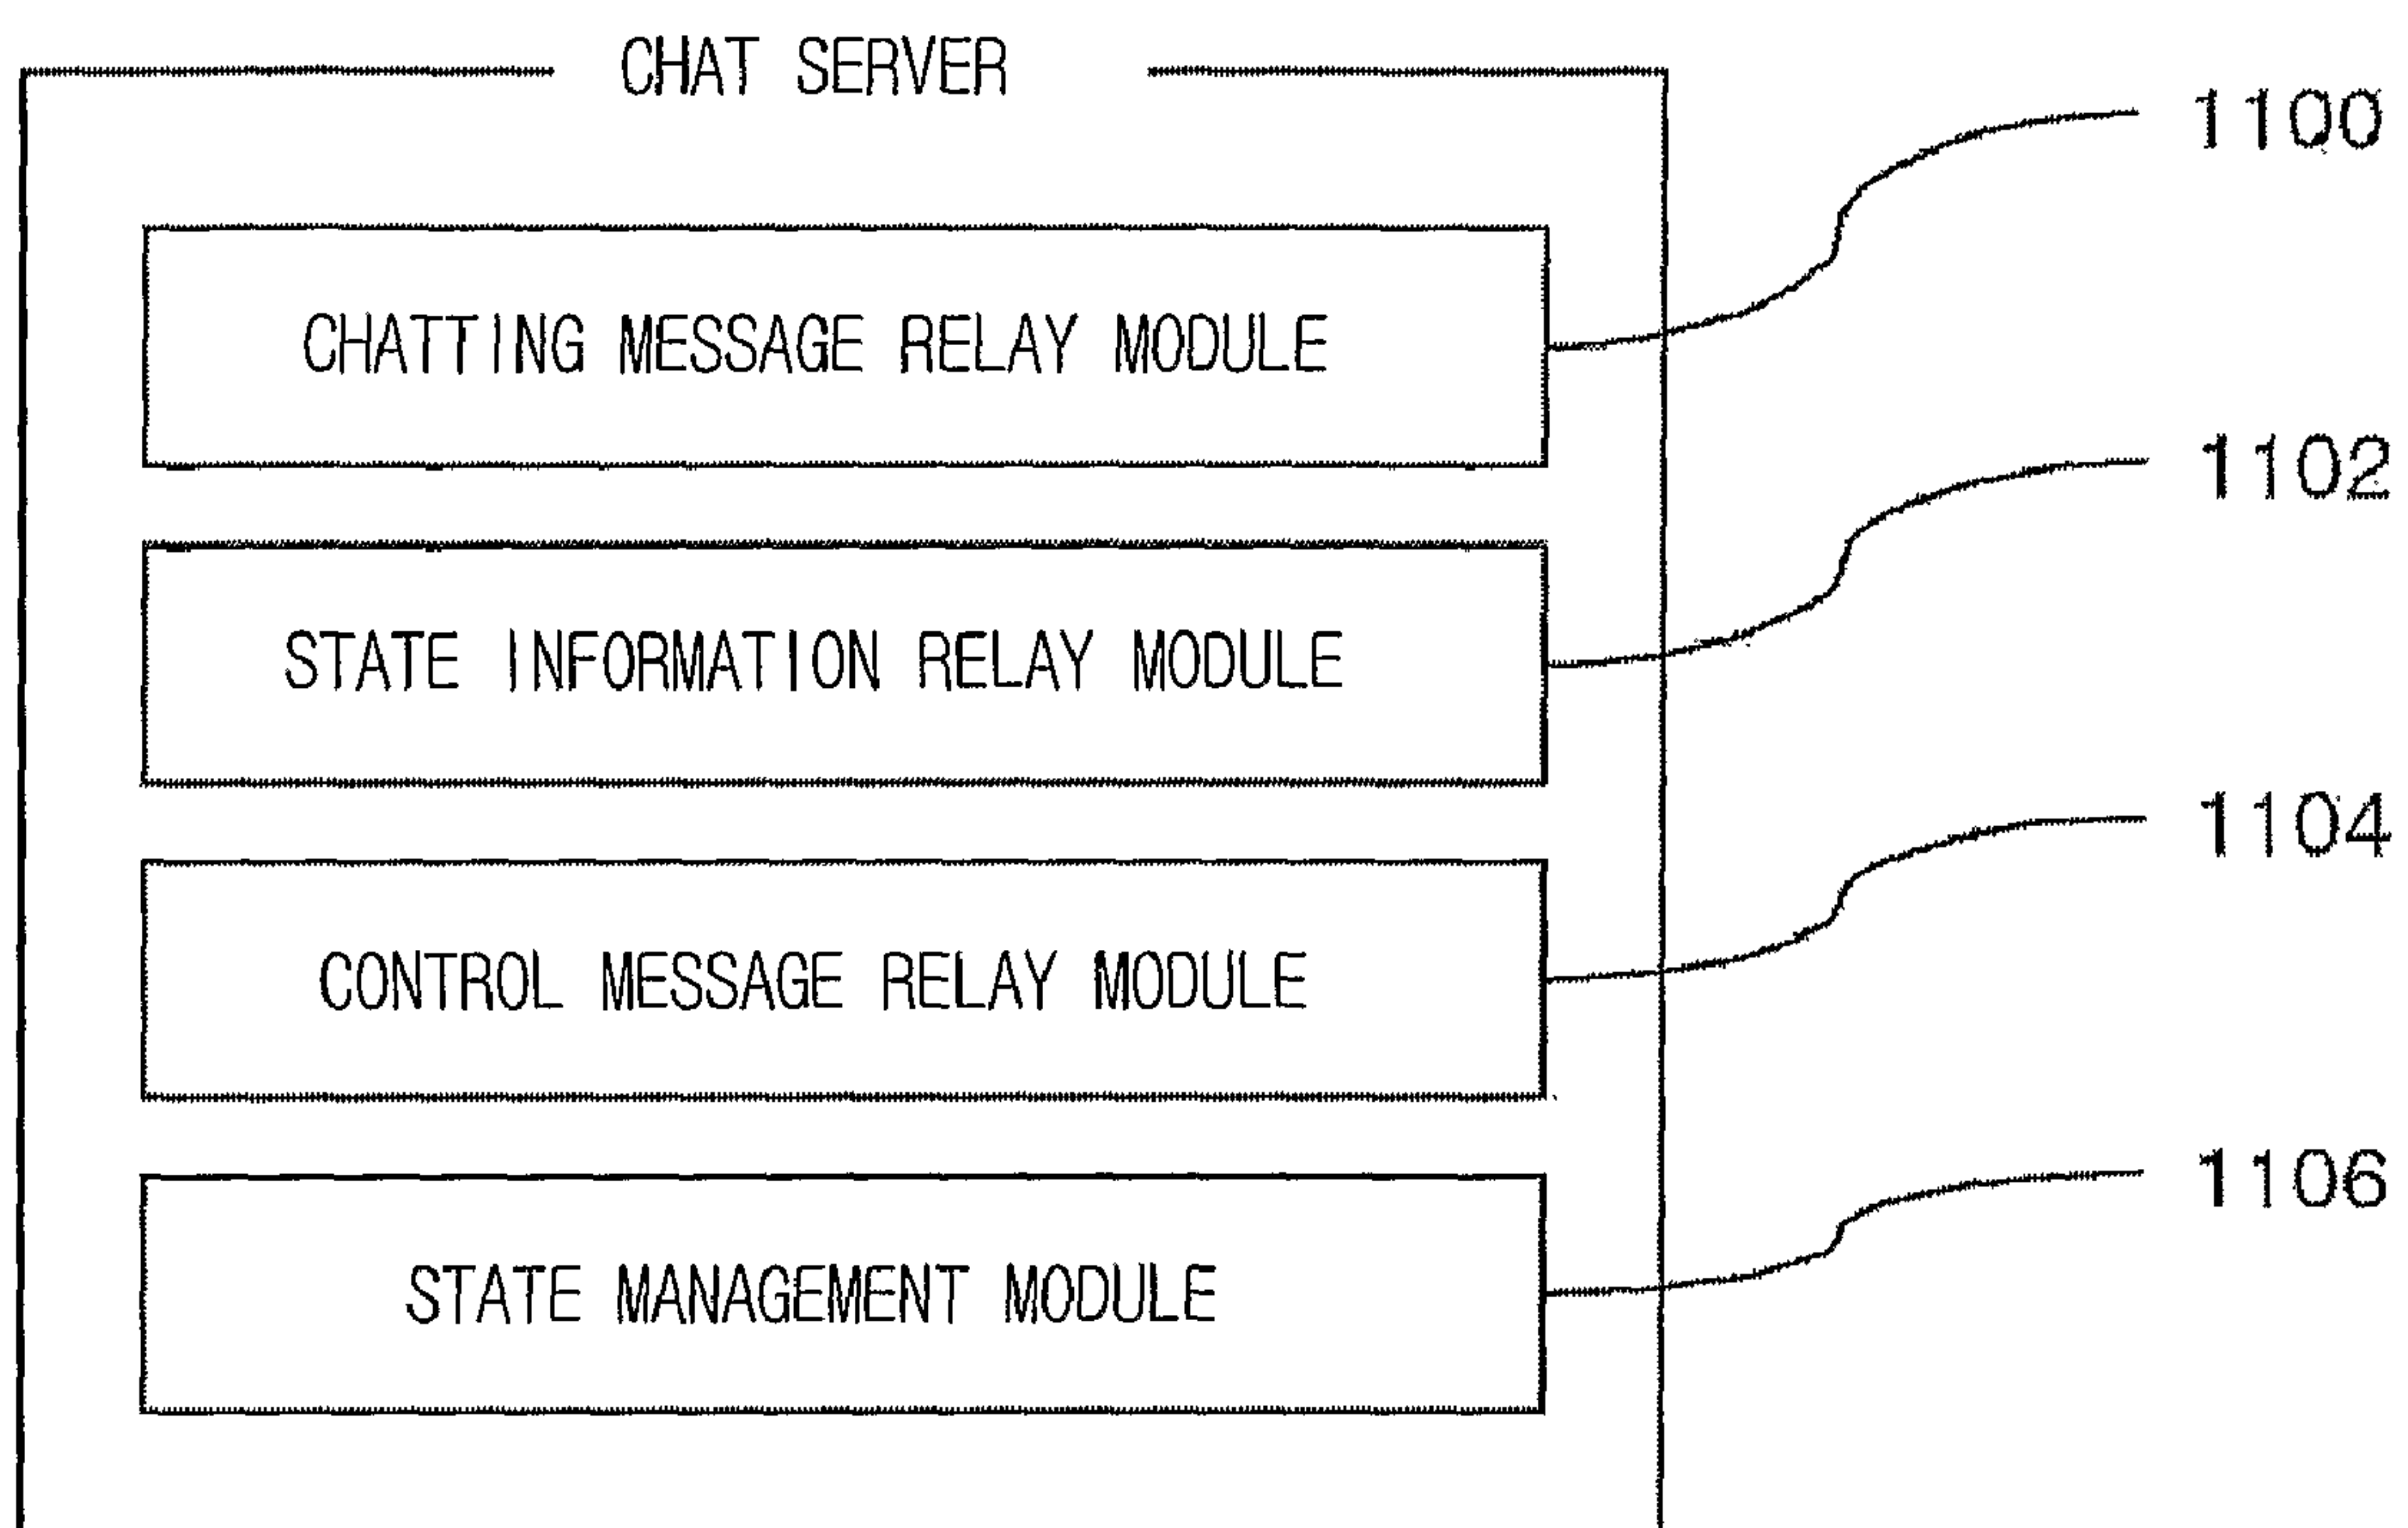 CHAT SERVER
1100
CHATTING MESSAGE RELAY MODULE
1102
STATE INFORMATION RELAY MODULE
1104
CONTROL MESSAGE RELAY MODULE
1106
STATE MANAGEMENT MODULE